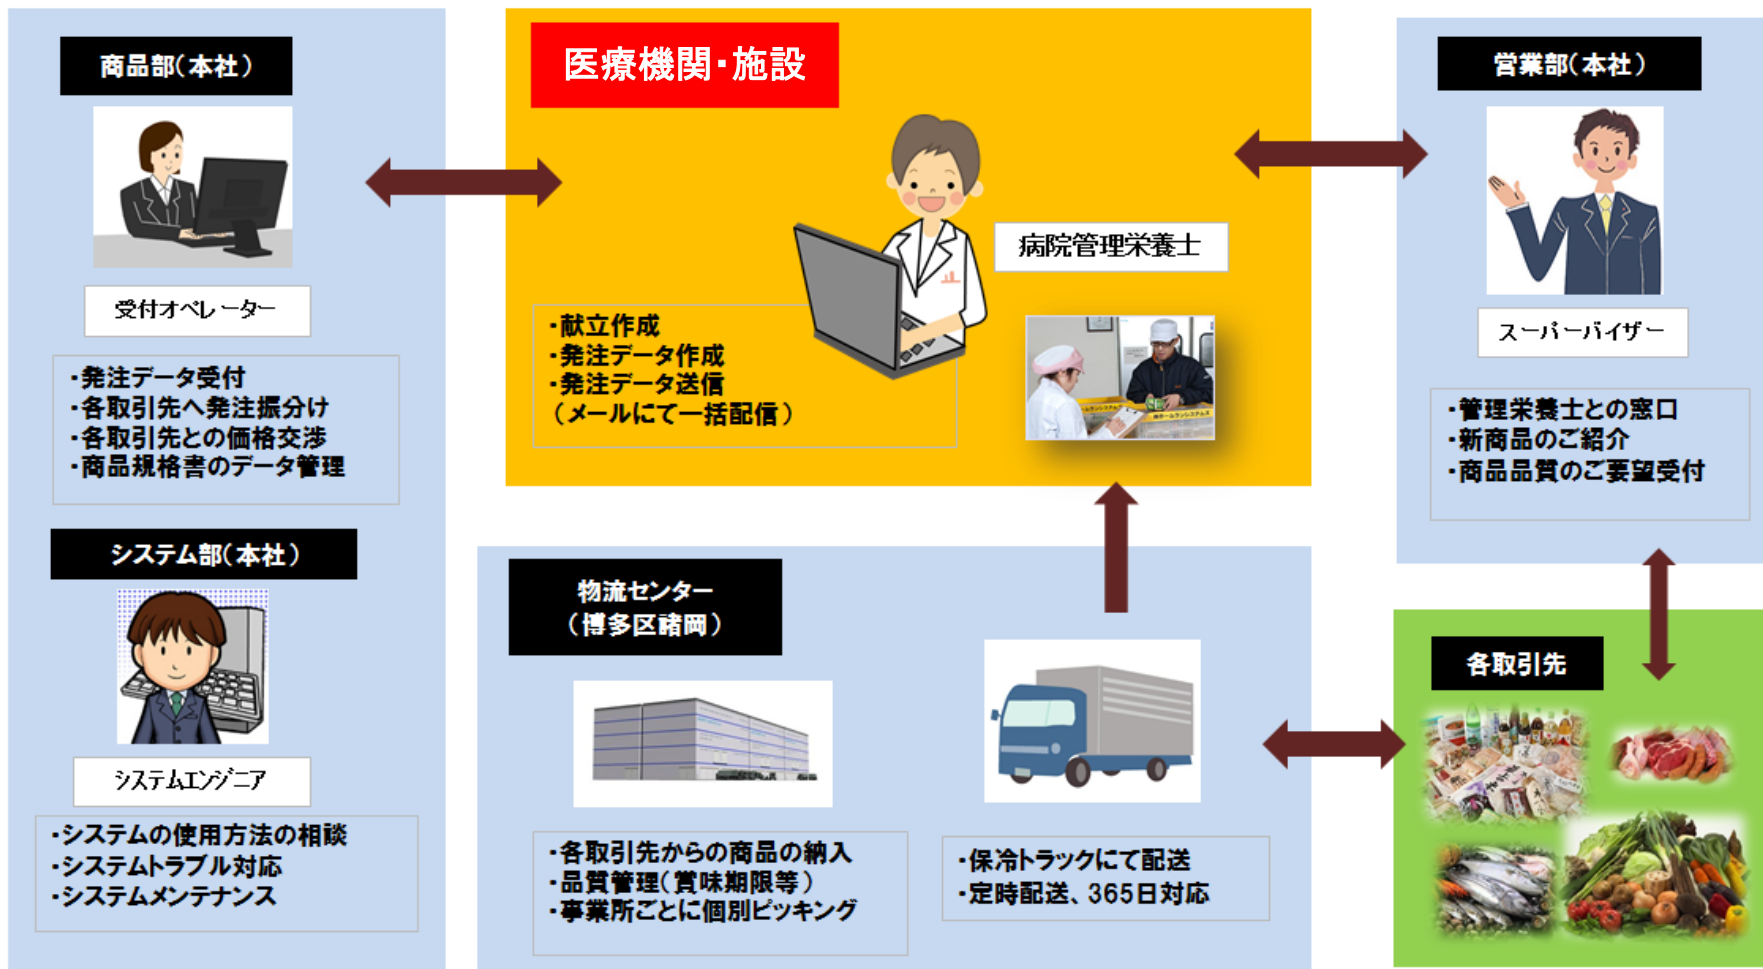 商品部（本社）
受付オペレーター
・発注データ受付
・各取引先へ発注振分け
・各取引先との価格交渉
・商品規格書のデータ管理
システム部（本社）
システムエンジニア
・システムの使用方法の相談
・システムトラブル対応
・システムメンテナンス
医療機関・施設
病院管理栄養士
・献立作成
・発注データ作成
・発注データ送信
（メールにて一括配信）
物流センター
（博多区諸岡）
・各取引先からの商品の納入
・品質管理（賞味期限等）
・事業所ごとに個別ピッキング
・保冷トラックにて配送
・定時配送、365日対応
営業部（本社）
スーパーバイザー
・管理栄養士との窓口
・新商品のご紹介
・商品品質のご要望受付
各取引先